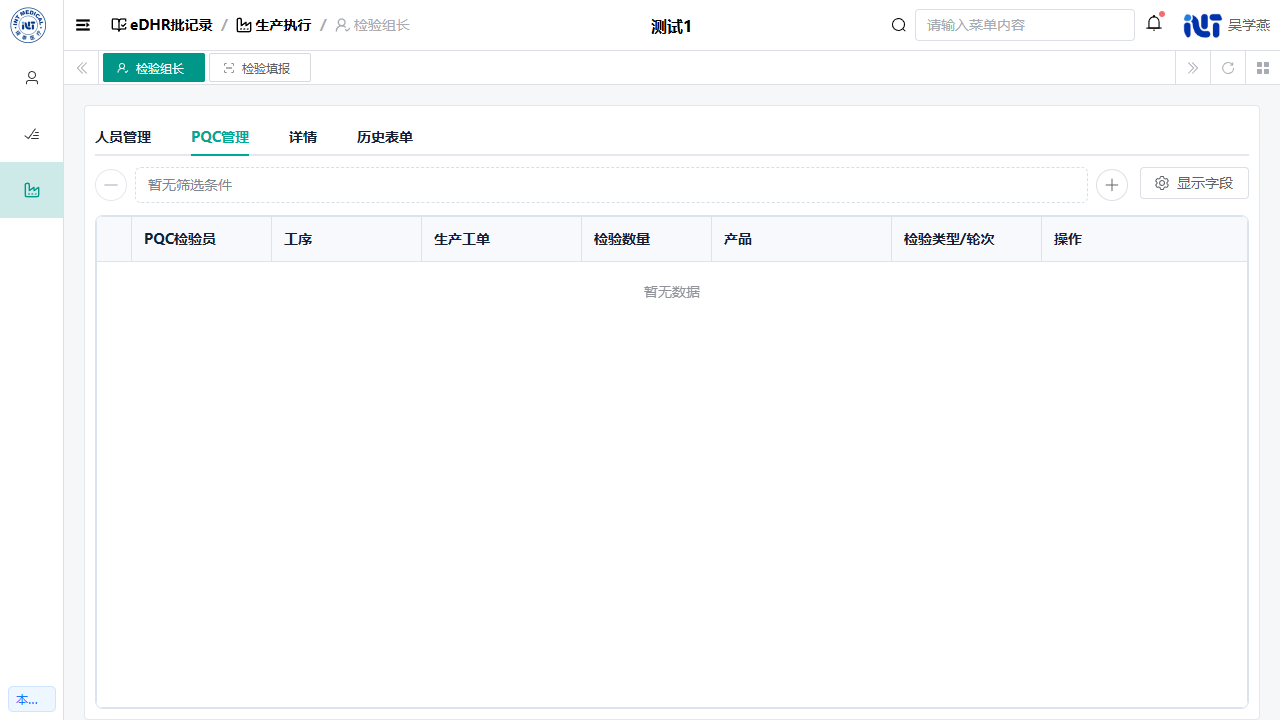 eDHR批记录 / 生产执行 / 检验组长
测试1
请输入菜单内容
吴学燕
检验组长
检验填报
人员管理
PQC管理
详情
历史表单
暂无筛选条件
显示字段
PQC检验员
工序
生产工单
检验数量
产品
检验类型/轮次
操作
暂无数据
本...